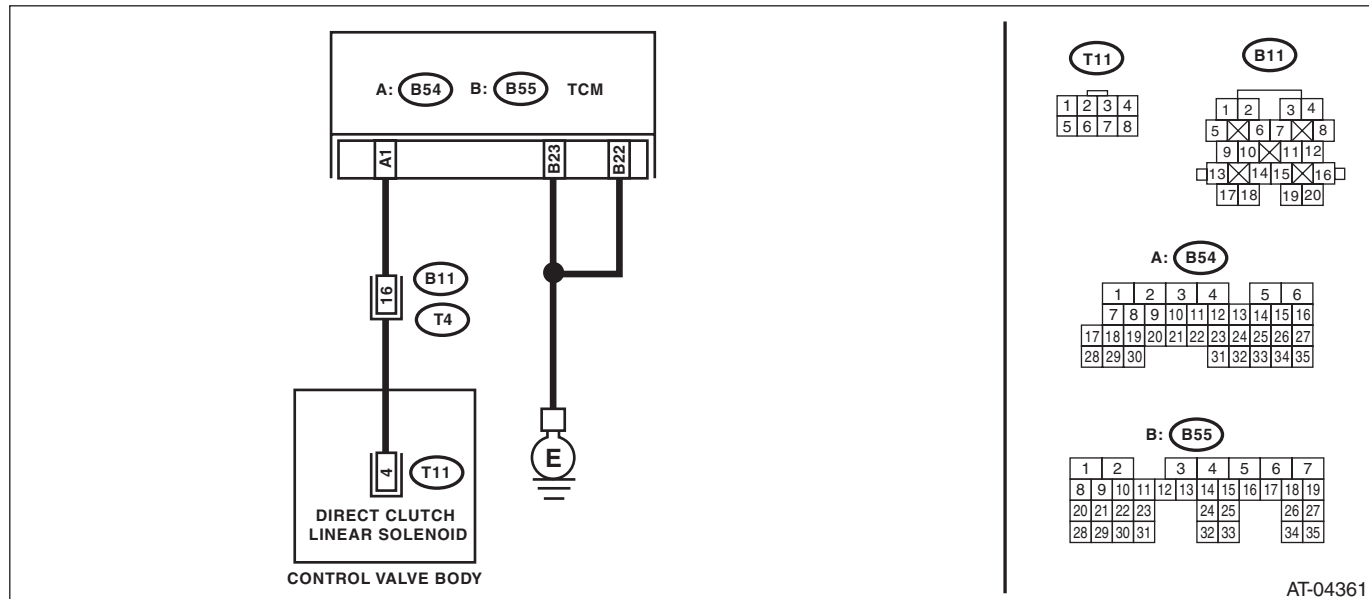 A: B54 B: B55 TCM
A1
B23
B22
16
B11
T4
4
T11
DIRECT CLUTCH
LINEAR SOLENOID
CONTROL VALVE BODY
E
T11
1 2 3 4
5 6 7 8
B11
1 2 3 4
5 6 7 8
9 10 11 12
13 14 15 16
17 18 19 20
A: B54
1 2 3 4 5 6
7 8 9 10 11 12 13 14 15 16
17 18 19 20 21 22 23 24 25 26 27
28 29 30 31 32 33 34 35
B: B55
1 2 3 4 5 6 7
8 9 10 11 12 13 14 15 16 17 18 19
20 21 22 23 24 25 26 27
28 29 30 31 32 33 34 35
AT-04361